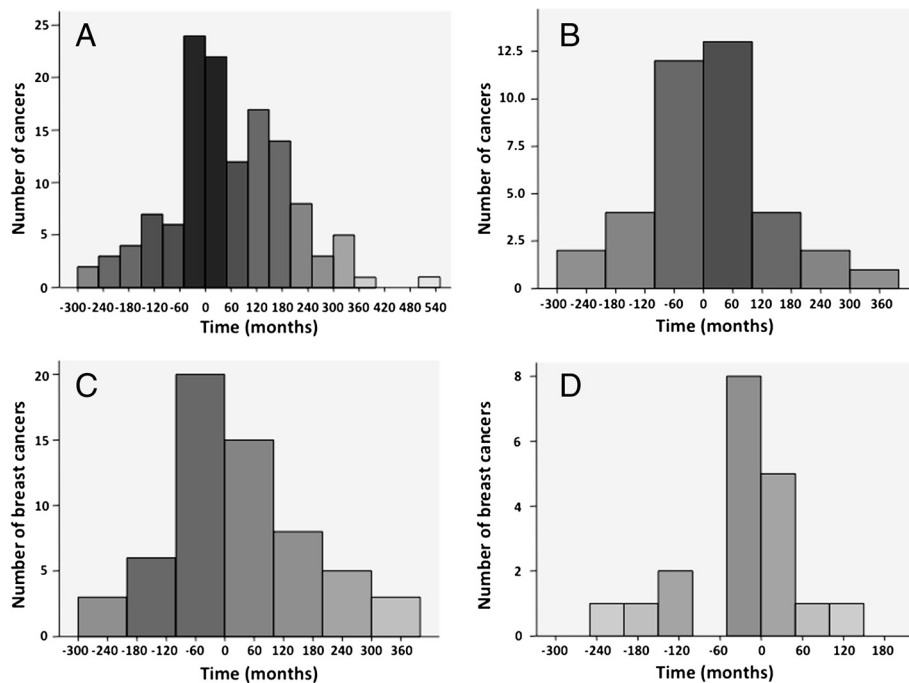 A
25
20
15
10
5
0
Number of cancers
-300 -240 -180 -120 -60 0 60 120 180 240 300 360 420 480 540
Time (months)
B
12.5
10.0
7.5
5.0
2.5
0
Number of cancers
-300 -240 -180 -120 -60 0 60 120 180 240 300 360
Time (months)
C
20
15
10
5
0
Number of breast cancers
-300 -240 -180 -120 -60 0 60 120 180 240 300 360
Time (months)
D
8
6
4
2
0
Number of breast cancers
-300 -240 -180 -120 -60 0 60 120 180
Time (months)